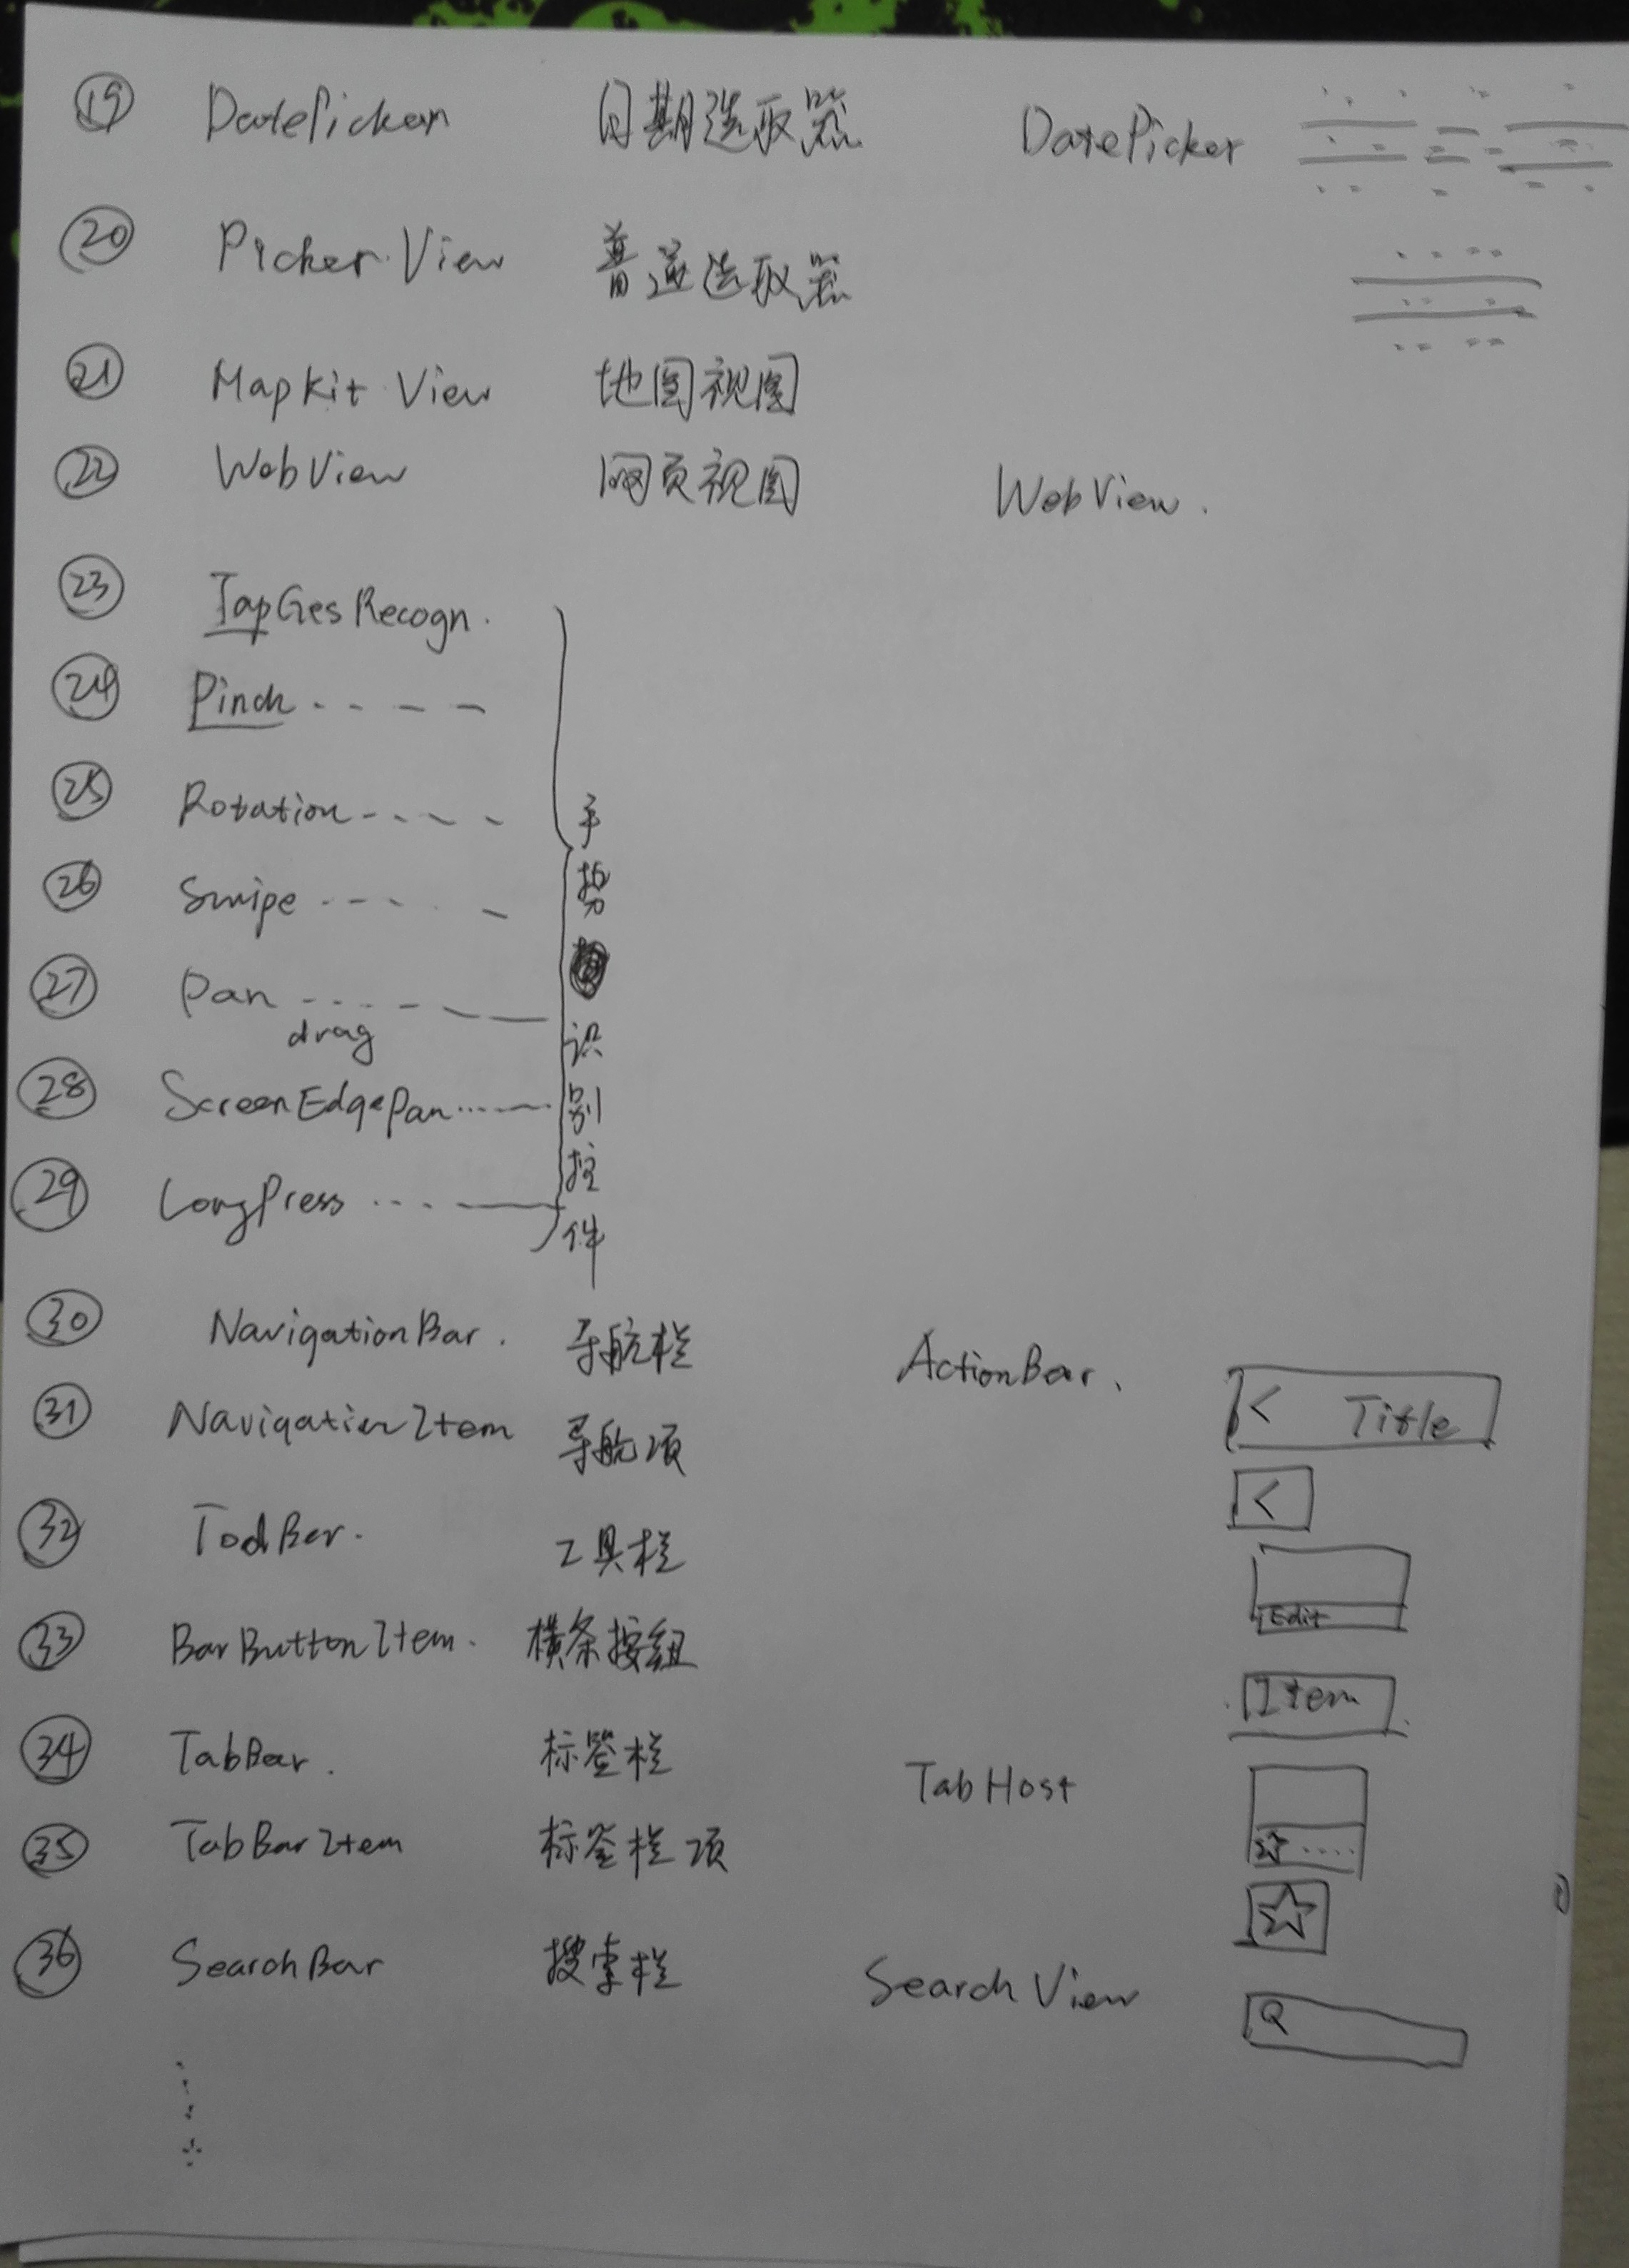 19 DatePicker 日期选取器 DatePicker
20 Picker View 普通选取器
21 MapKit View 地图视图
22 WebView 网页视图 WebView.
23 TapGesRecogn.
24 Pinch
25 Rotation
26 Swipe
27 Pan
drag
28 ScreenEdgePan
29 LongPress
手势识别控件
30 NavigationBar. 导航栏 ActionBar.
< Title
31 NavigationItem 导航项
<
32 ToolBar. 工具栏
Edit
33 BarButtonItem. 横条按钮
Item
34 TabBar. 标签栏 TabHost
35 TabBarItem 标签栏项
36 SearchBar 搜索栏 SearchView
Q